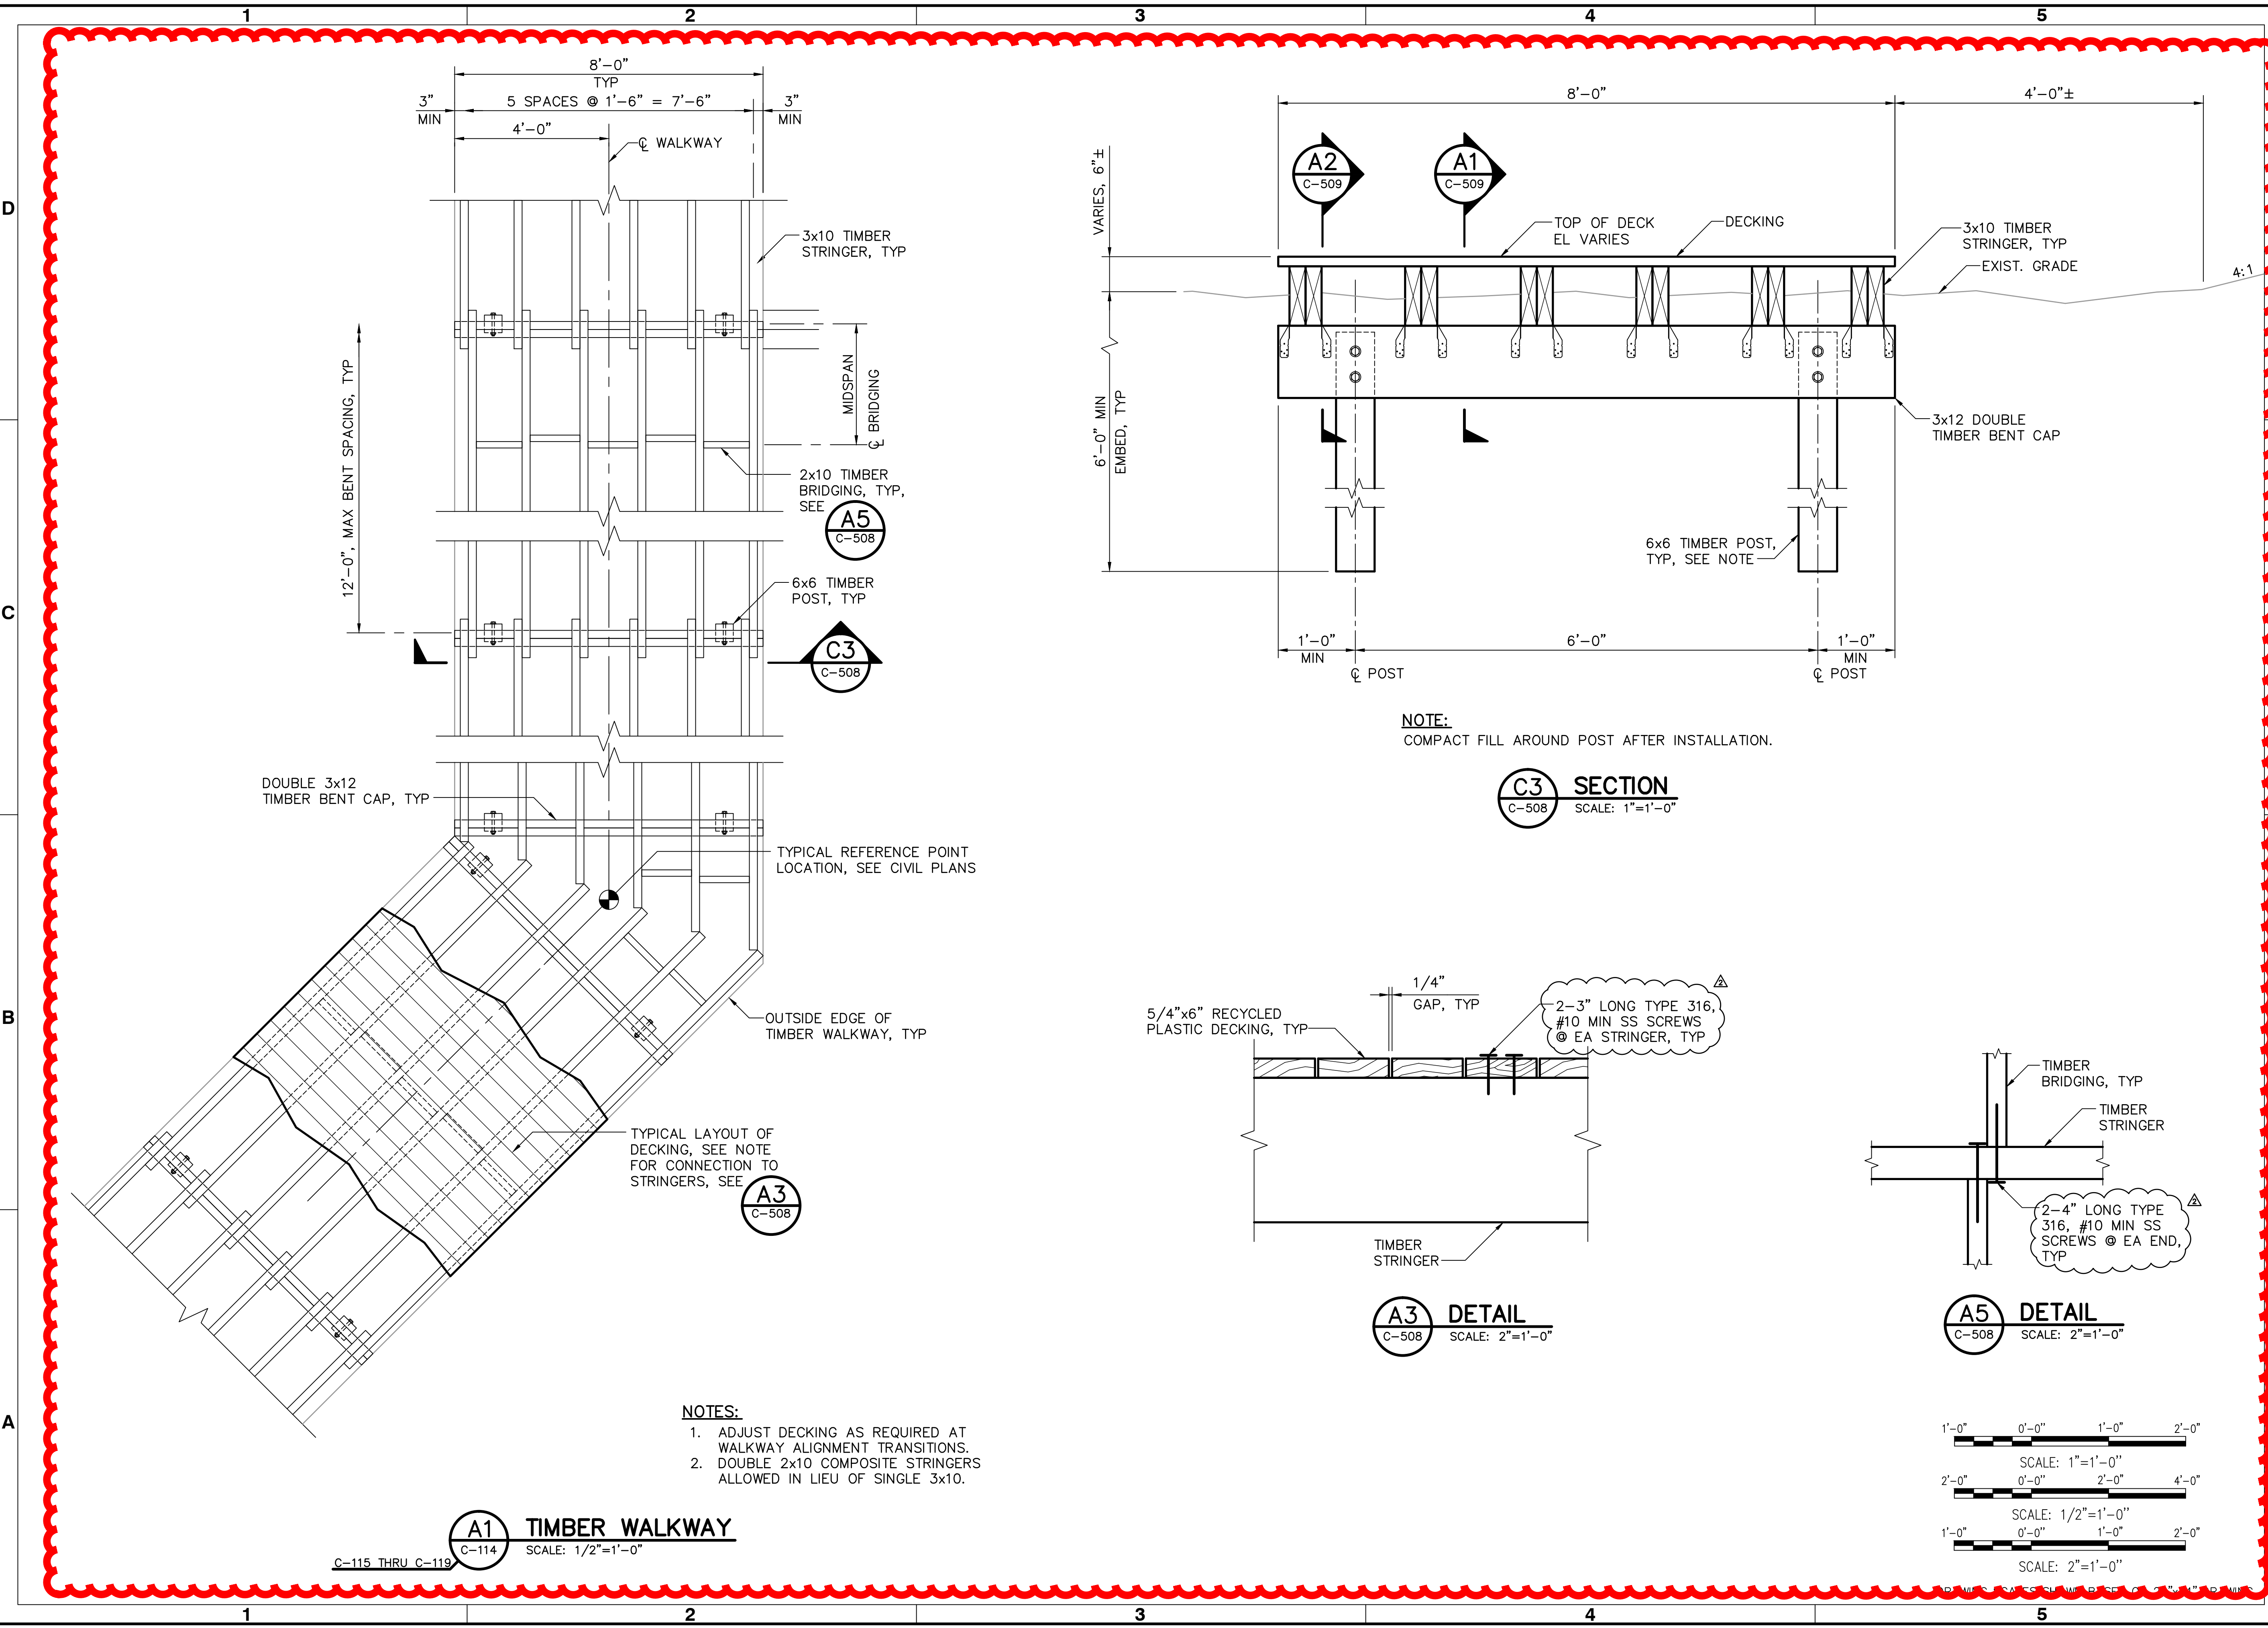 1 2 3 4 5
D
C
B
A
8'-0"
TYP
3"
MIN
5 SPACES @ 1'-6" = 7'-6"
3"
MIN
4'-0"
℄ WALKWAY
3x10 TIMBER
STRINGER, TYP
12'-0", MAX BENT SPACING, TYP
MIDSPAN
℄ BRIDGING
2x10 TIMBER
BRIDGING, TYP,
SEE
A5
C-508
6x6 TIMBER
POST, TYP
C3
C-508
DOUBLE 3x12
TIMBER BENT CAP, TYP
TYPICAL REFERENCE POINT
LOCATION, SEE CIVIL PLANS
OUTSIDE EDGE OF
TIMBER WALKWAY, TYP
TYPICAL LAYOUT OF
DECKING, SEE NOTE
FOR CONNECTION TO
STRINGERS, SEE
A3
C-508
NOTES:
1. ADJUST DECKING AS REQUIRED AT
WALKWAY ALIGNMENT TRANSITIONS.
2. DOUBLE 2x10 COMPOSITE STRINGERS
ALLOWED IN LIEU OF SINGLE 3x10.
A1
C-114
TIMBER WALKWAY
SCALE: 1/2"=1'-0"
C-115 THRU C-119
8'-0"
4'-0"±
VARIES, 6"±
A2
C-509
A1
C-509
TOP OF DECK
EL VARIES
DECKING
3x10 TIMBER
STRINGER, TYP
EXIST. GRADE
4:1
6'-0" MIN
EMBED, TYP
3x12 DOUBLE
TIMBER BENT CAP
6x6 TIMBER POST,
TYP, SEE NOTE
1'-0"
MIN
6'-0"
1'-0"
MIN
℄ POST
℄ POST
NOTE:
COMPACT FILL AROUND POST AFTER INSTALLATION.
C3
C-508
SECTION
SCALE: 1"=1'-0"
1/4"
GAP, TYP
5/4"x6" RECYCLED
PLASTIC DECKING, TYP
2-3" LONG TYPE 316,
#10 MIN SS SCREWS
@ EA STRINGER, TYP
2
TIMBER
STRINGER
A3
C-508
DETAIL
SCALE: 2"=1'-0"
TIMBER
BRIDGING, TYP
TIMBER
STRINGER
2-4" LONG TYPE
316, #10 MIN SS
SCREWS @ EA END,
TYP
2
A5
C-508
DETAIL
SCALE: 2"=1'-0"
1'-0" 0'-0" 1'-0" 2'-0"
SCALE: 1"=1'-0"
2'-0" 0'-0" 2'-0" 4'-0"
SCALE: 1/2"=1'-0"
1'-0" 0'-0" 1'-0" 2'-0"
SCALE: 2"=1'-0"
1 2 3 4 5